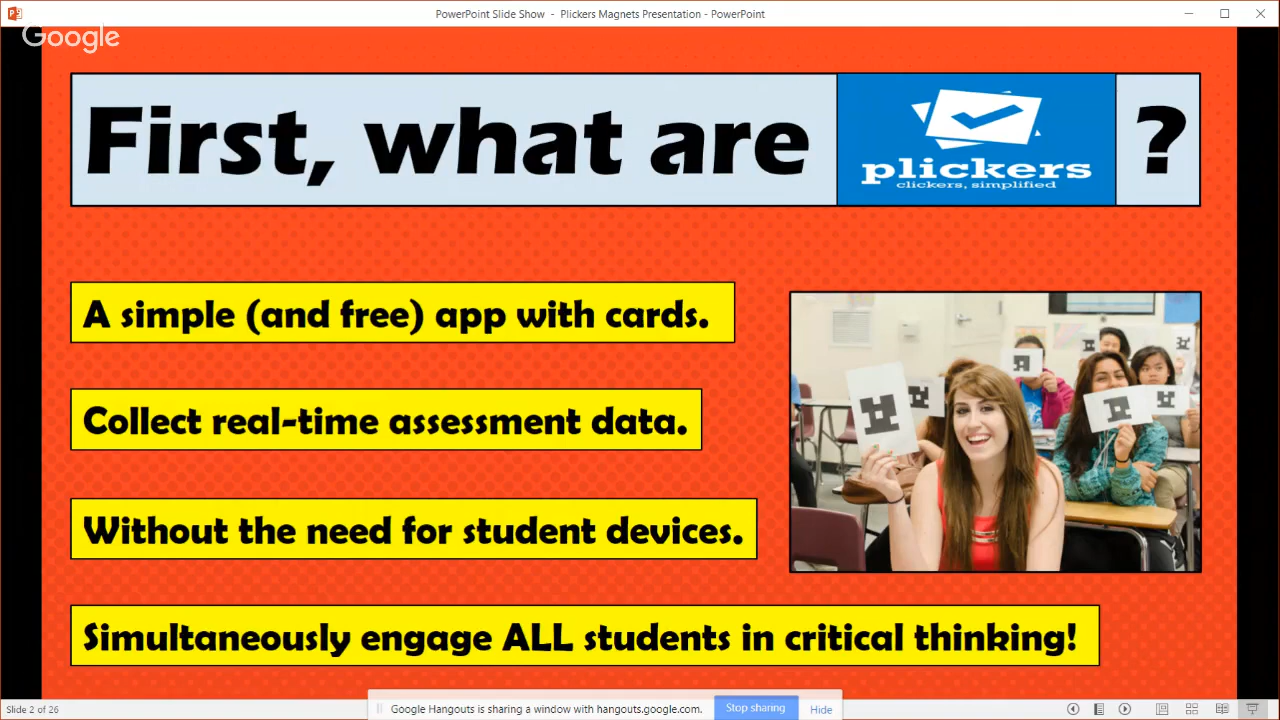 PowerPoint Slide Show - Plickers Magnets Presentation - PowerPoint
Google
First, what are plickers ?
clickers, simplified
A simple (and free) app with cards.
Collect real-time assessment data.
Without the need for student devices.
Simultaneously engage ALL students in critical thinking!
Slide 2 of 26
Google Hangouts is sharing a window with hangouts.google.com. Stop sharing Hide